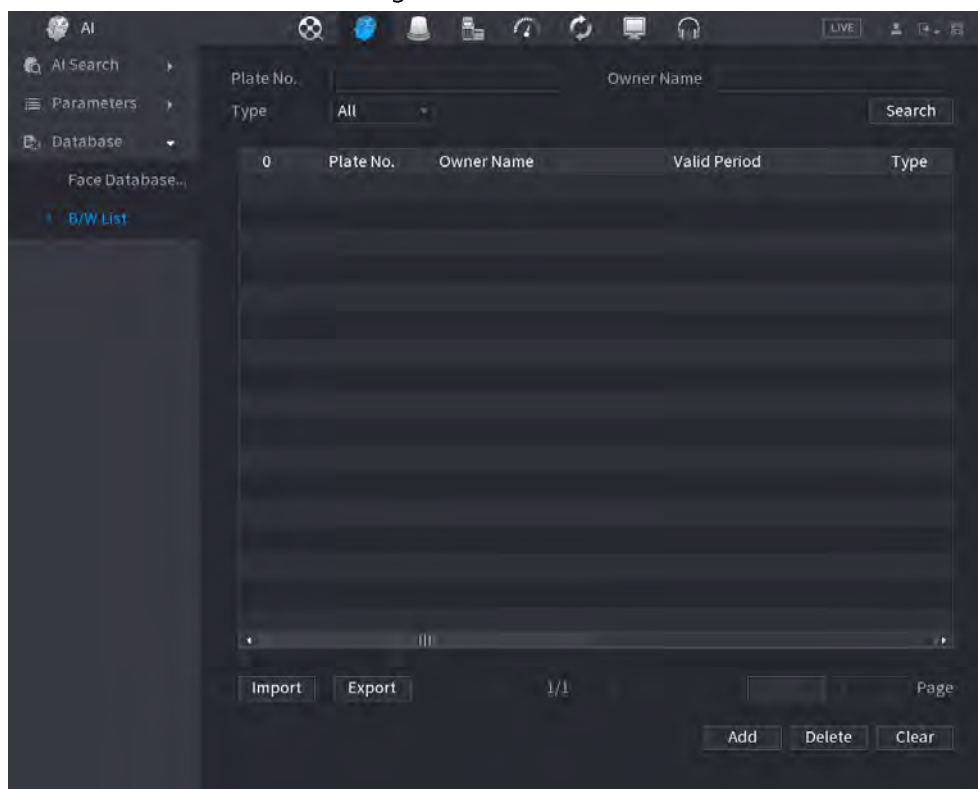 AI
LIVE
AI Search
Parameters
Database
Face Database...
B/W List
Plate No.
Owner Name
Type
All
Search
0 Plate No. Owner Name Valid Period Type
Import
Export
1/1
Page
Add
Delete
Clear